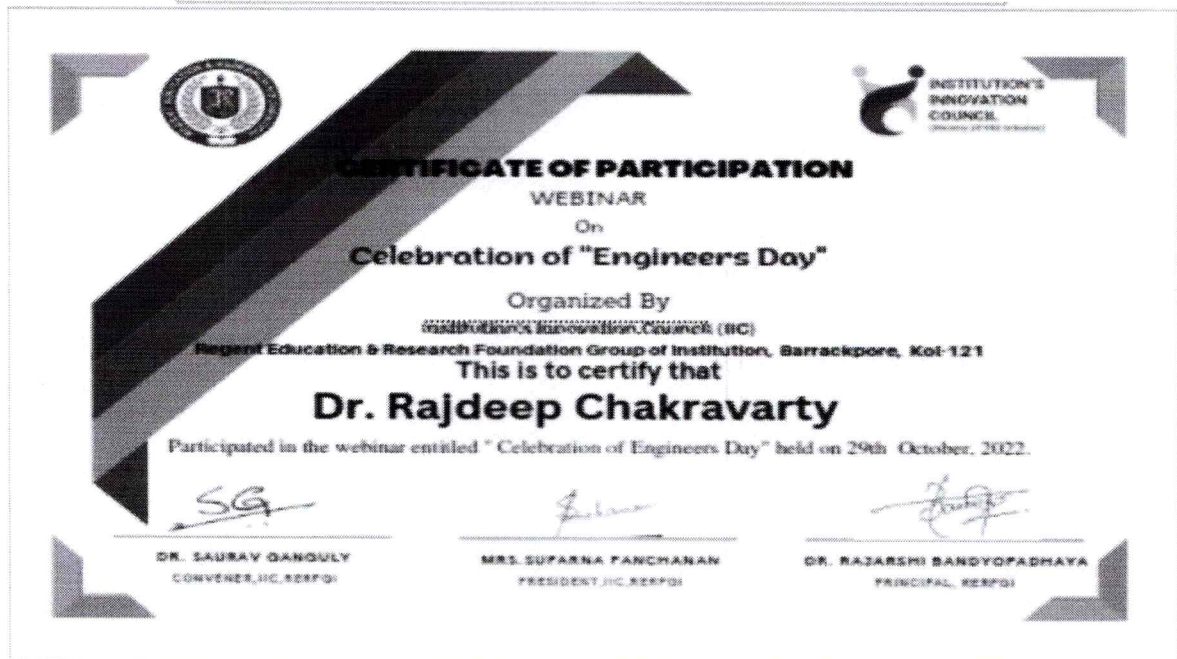 INSTITUTION'S
INNOVATION
COUNCIL
CERTIFICATE OF PARTICIPATION
WEBINAR
On
Celebration of "Engineers Day"
Organized By
Institution's Innovation Council (IIC)
Regent Education & Research Foundation Group of Institution, Barrackpore, Kol-121
This is to certify that
Dr. Rajdeep Chakravarty
Participated in the webinar entitled " Celebration of Engineers Day" held on 29th October, 2022.
SG
DR. SAURAV GANGULY
MRS. SUPARNA PANCHANAN
DR. RAJARSHI BANDYOPADHAYA
CONVENER, IIC, RERFGI
PRESIDENT IIC, RERFGI
PRINCIPAL, RERFGI